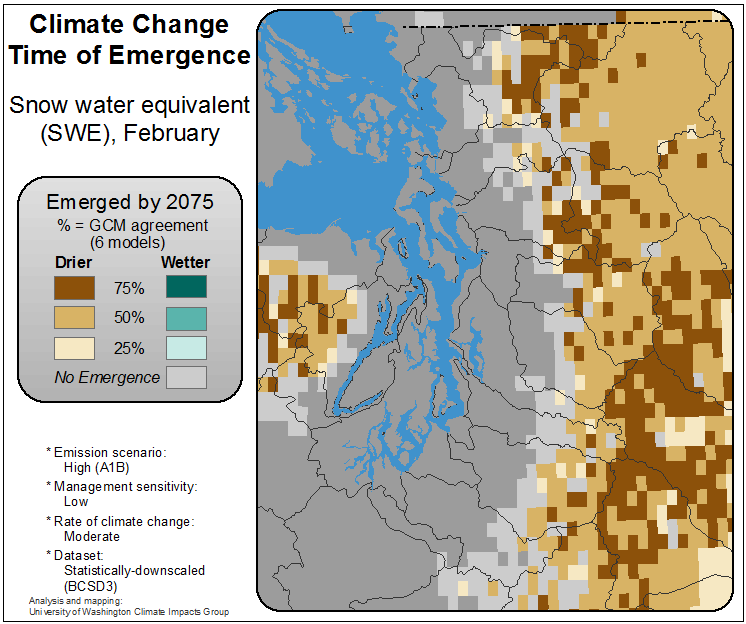 Climate Change
Time of Emergence
Snow water equivalent
(SWE), February
Emerged by 2075
% = GCM agreement
(6 models)
Drier Wetter
75%
50%
25%
No Emergence
* Emission scenario:
High (A1B)
* Management sensitivity:
Low
* Rate of climate change:
Moderate
* Dataset:
Statistically-downscaled
(BCSD3)
Analysis and mapping:
University of Washington Climate Impacts Group